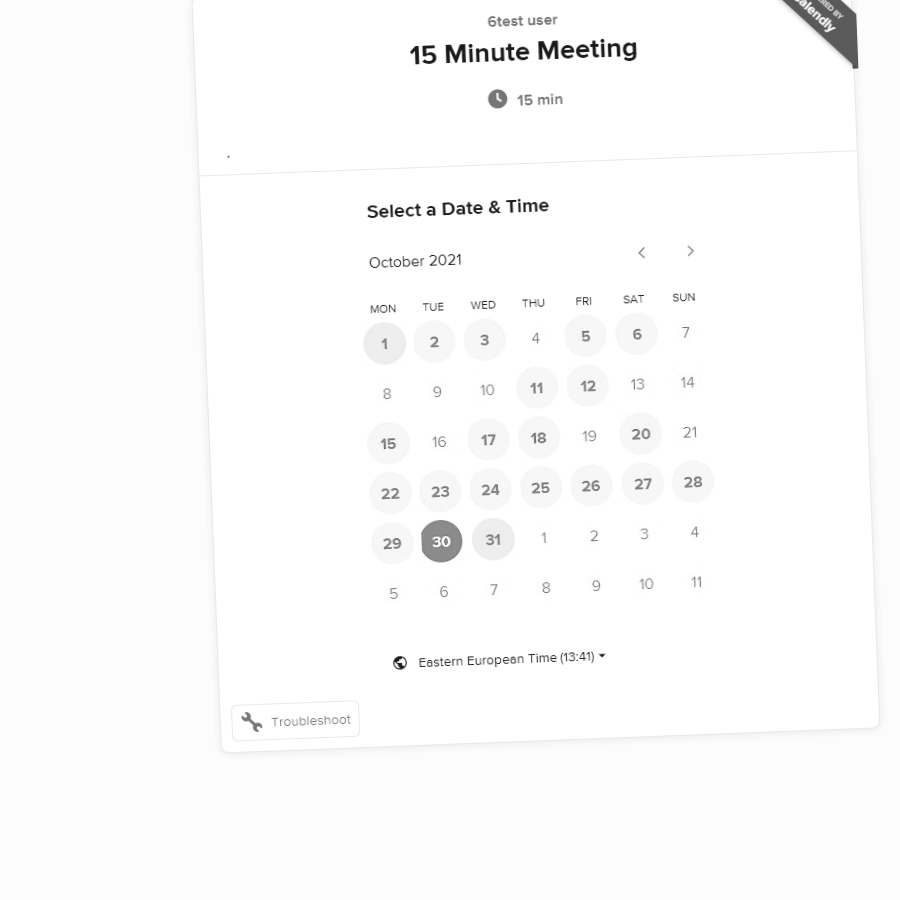 6test user
15 Minute Meeting
15 min
.
Select a Date & Time
October 2021
MON TUE WED THU FRI SAT SUN
1 2 3 4 5 6 7
8 9 10 11 12 13 14
15 16 17 18 19 20 21
22 23 24 25 26 27 28
29 30 31 1 2 3 4
5 6 7 8 9 10 11
Eastern European Time (13:41)
Troubleshoot